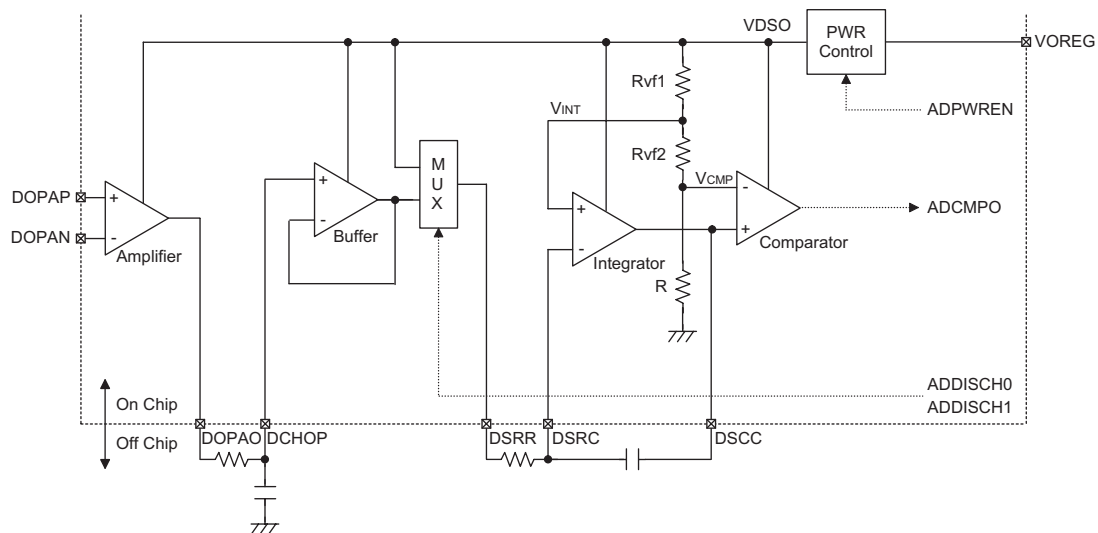 VDSO
PWR
Control
VOREG
Rvf1
VINT
ADPWREN
Rvf2
M
U
X
DOPAP
+
-
DOPAN
Amplifier
+
-
Buffer
VCMP
-
+
Comparator
ADCMPO
+
-
Integrator
R
On Chip
Off Chip
ADDISCH0
ADDISCH1
DOPAO
DCHOP
DSRR
DSRC
DSCC